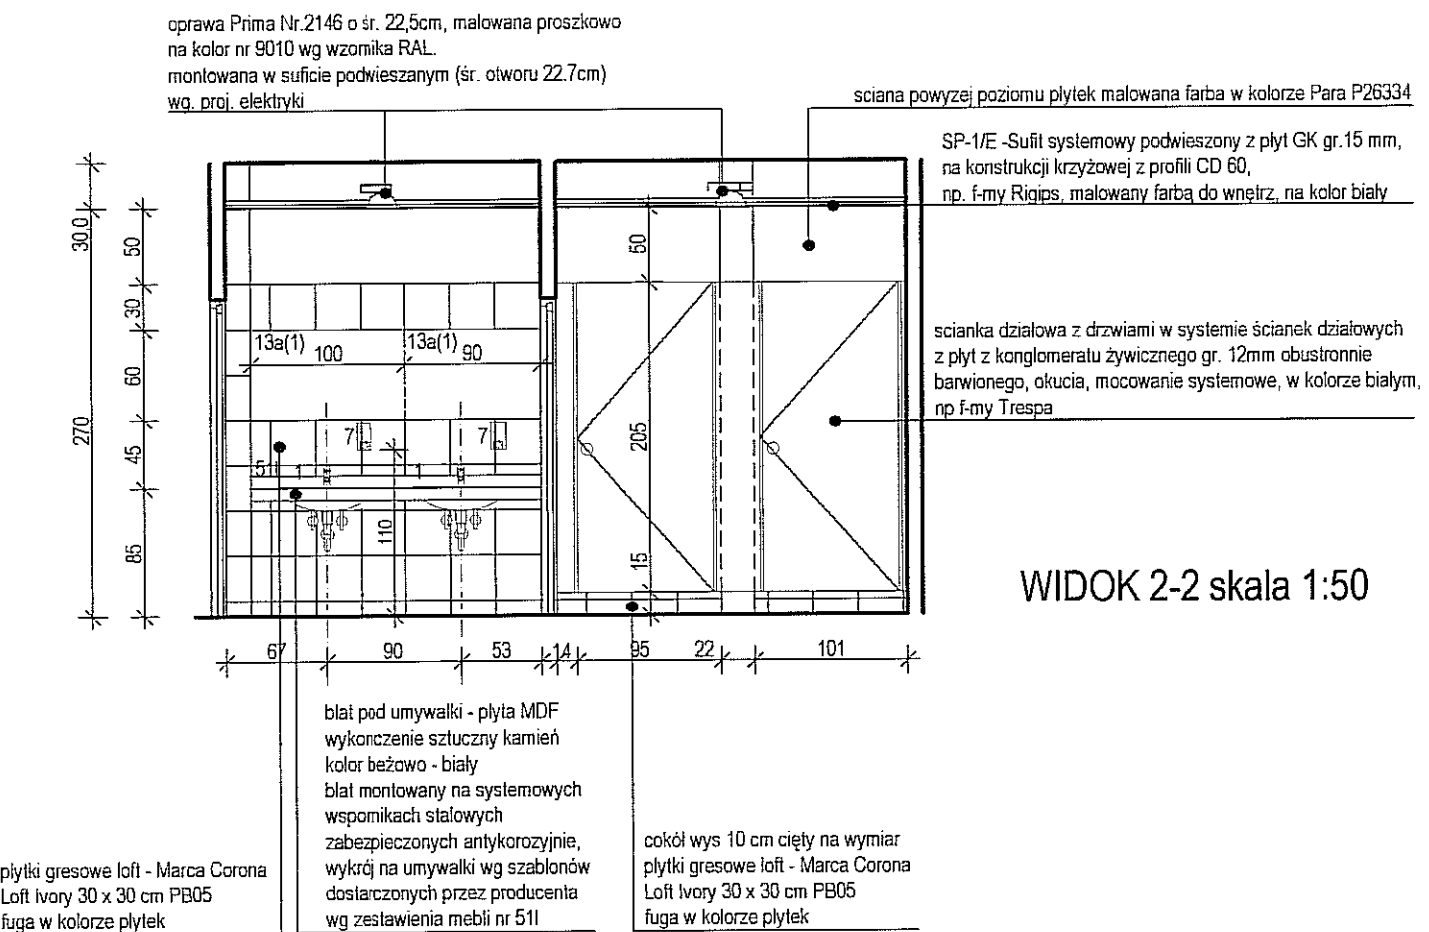 oprawa Prima Nr.2146 o śr. 22,5cm, malowana proszkowo
na kolor nr 9010 wg wzornika RAL.
montowana w suficie podwieszanym (śr. otworu 22.7cm)
wg. proj. elektryki
sciana powyzej poziomu plytek malowana farba w kolorze Para P26334
SP-1/E -Sufit systemowy podwieszony z płyt GK gr.15 mm,
na konstrukcji krzyżowej z profili CD 60,
np. f-my Rigips, malowany farbą do wnętrz, na kolor biały
30,0
50
50
30
13a(1)
100
13a(1)
90
scianka działowa z drzwiami w systemie ścianek działowych
z płyt z konglomeratu żywicznego gr. 12mm obustronnie
barwionego, okucia, mocowanie systemowe, w kolorze białym,
np f-my Trespa
60
270
45
7
7
205
51
110
85
15
WIDOK 2-2 skala 1:50
67
90
53
14
95
22
101
blat pod umywalki - płyta MDF
wykonczenie sztuczny kamień
kolor beżowo - biały
blat montowany na systemowych
wspornikach stalowych
zabezpieczonych antykorozyjnie,
wykrój na umywalki wg szablonów
dostarczonych przez producenta
wg zestawienia mebli nr 51I
cokół wys 10 cm cięty na wymiar
plytki gresowe loft - Marca Corona
Loft Ivory 30 x 30 cm PB05
fuga w kolorze plytek
plytki gresowe loft - Marca Corona
Loft Ivory 30 x 30 cm PB05
fuga w kolorze plytek